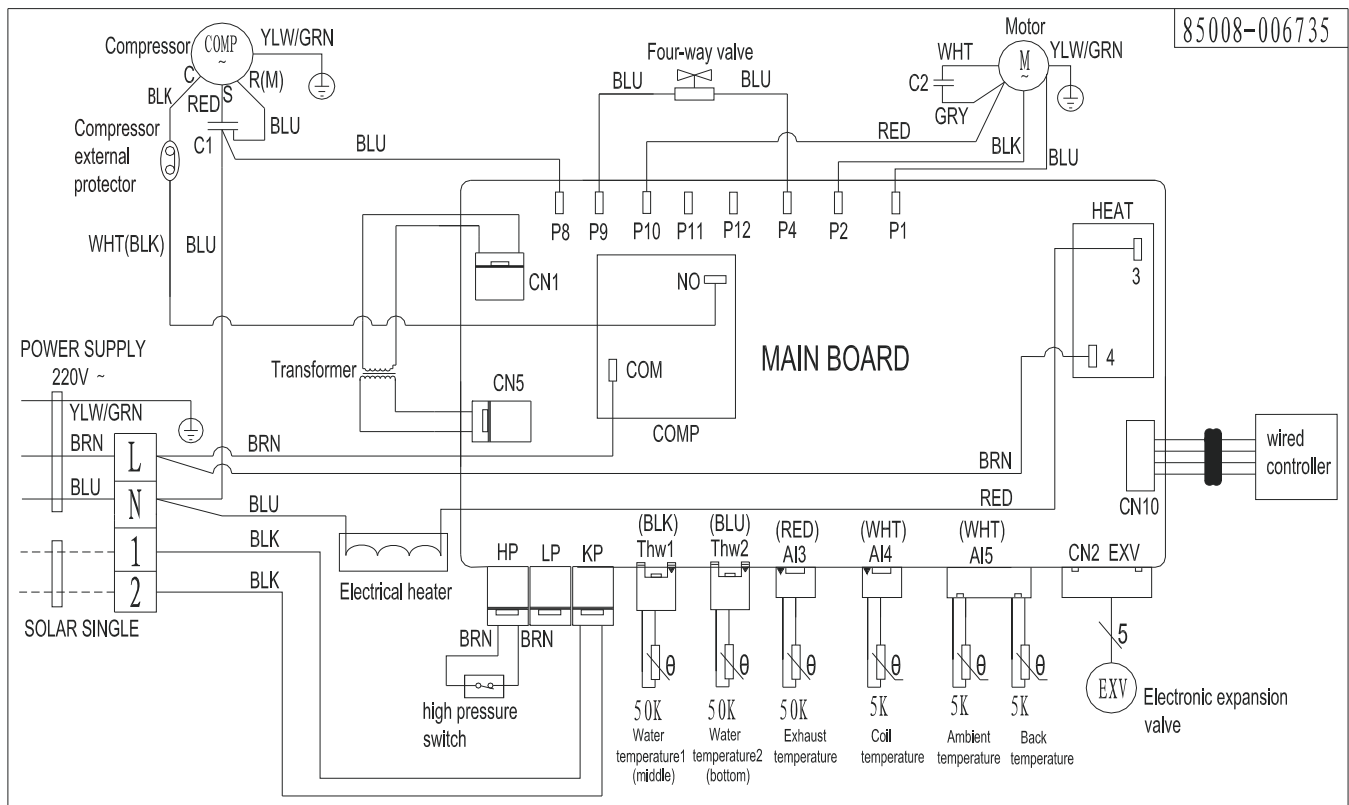 85008-006735
Compressor
COMP
~
YLW/GRN
C
S
R(M)
BLK
RED
BLU
C1
Compressor
external
protector
WHT(BLK)
BLU
BLU
Four-way valve
BLU
BLU
Motor
M
~
YLW/GRN
WHT
C2
GRY
RED
BLK
BLU
P8
P9
P10
P11
P12
P4
P2
P1
HEAT
3
4
CN1
NO
COM
COMP
MAIN BOARD
Transformer
CN5
POWER SUPPLY
220V ~
YLW/GRN
BRN
L
BRN
BRN
BLU
N
BLU
RED
1
BLK
2
BLK
SOLAR SINGLE
Electrical heater
CN10
wired
controller
HP
LP
KP
(BLK)
Thw1
(BLU)
Thw2
(RED)
AI3
(WHT)
AI4
(WHT)
AI5
CN2 EXV
BRN
BRN
high pressure
switch
θ
θ
θ
θ
θ
θ
50K
50K
50K
5K
5K
5K
Water
temperature1
(middle)
Water
temperature2
(bottom)
Exhaust
temperature
Coil
temperature
Ambient
temperature
Back
temperature
5
EXV
Electronic expansion
valve